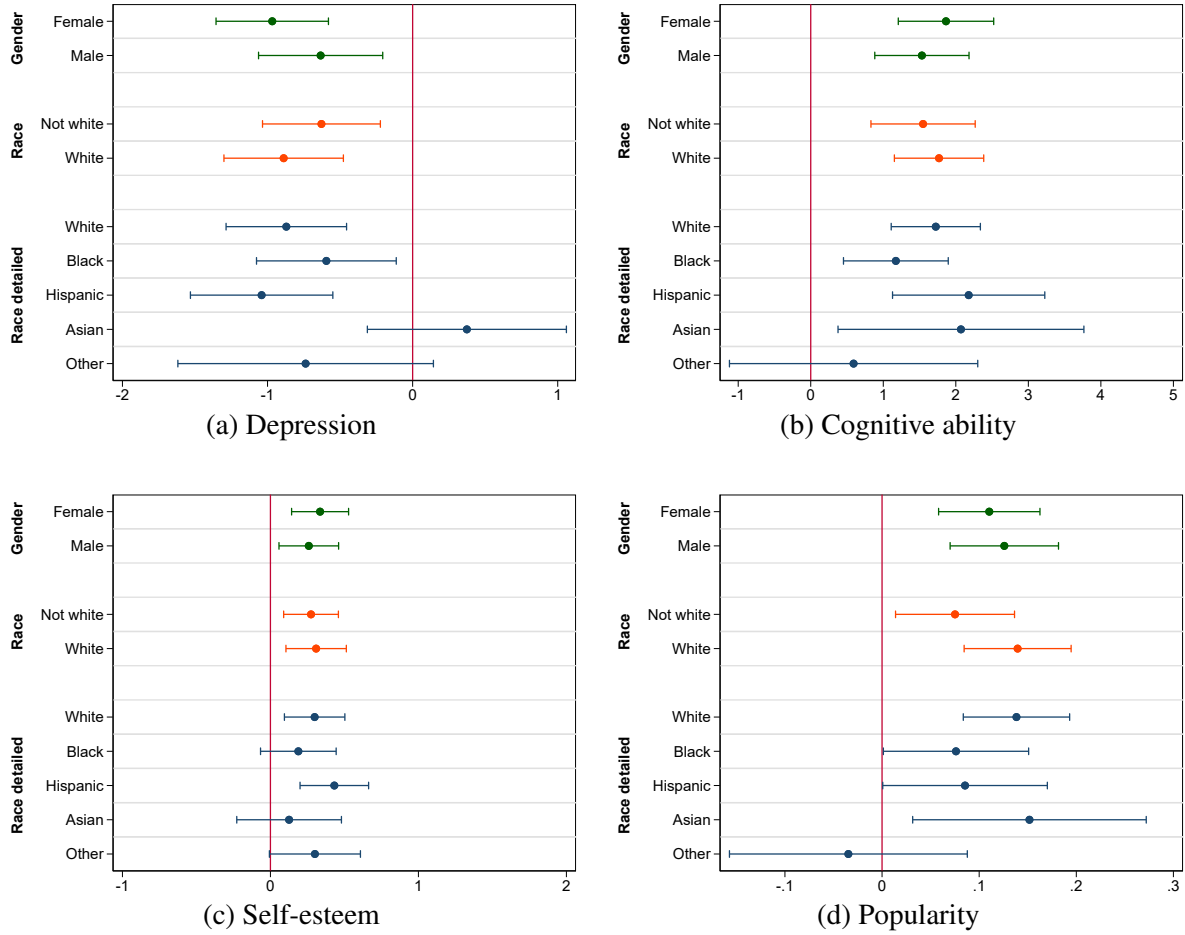 Gender
Female
Male
Race
Not white
White
Race detailed
White
Black
Hispanic
Asian
Other
-2 -1 0 1
(a) Depression
Gender
Female
Male
Race
Not white
White
Race detailed
White
Black
Hispanic
Asian
Other
-1 0 1 2 3 4 5
(b) Cognitive ability
Gender
Female
Male
Race
Not white
White
Race detailed
White
Black
Hispanic
Asian
Other
-1 0 1 2
(c) Self-esteem
Gender
Female
Male
Race
Not white
White
Race detailed
White
Black
Hispanic
Asian
Other
-.1 0 .1 .2 .3
(d) Popularity